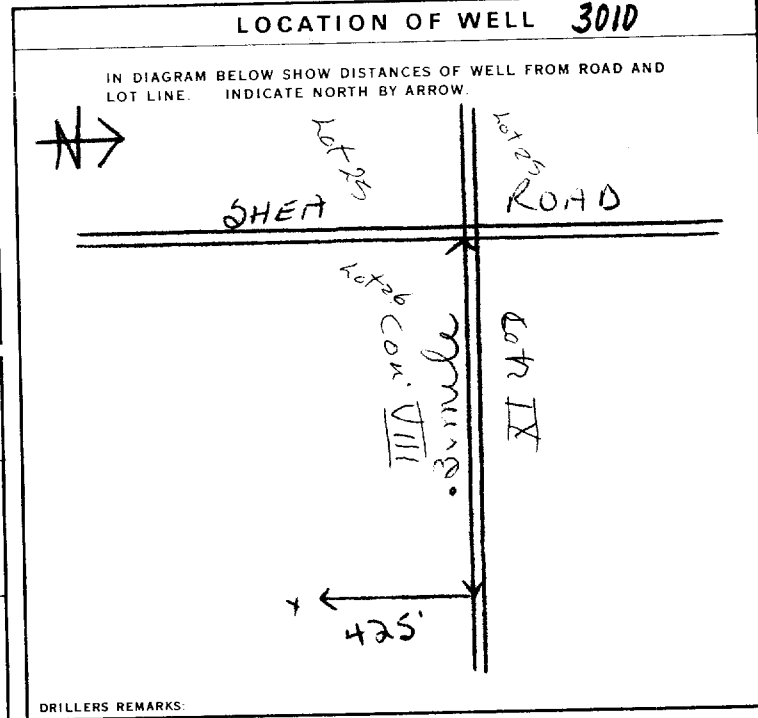 LOCATION OF WELL 3010
IN DIAGRAM BELOW SHOW DISTANCES OF WELL FROM ROAD AND
LOT LINE. INDICATE NORTH BY ARROW.
N
Lot 25
Lot 25
SHEA ROAD
Lot 26
Con. VIII
.3 mile
Con IX
x
425'
DRILLERS REMARKS: